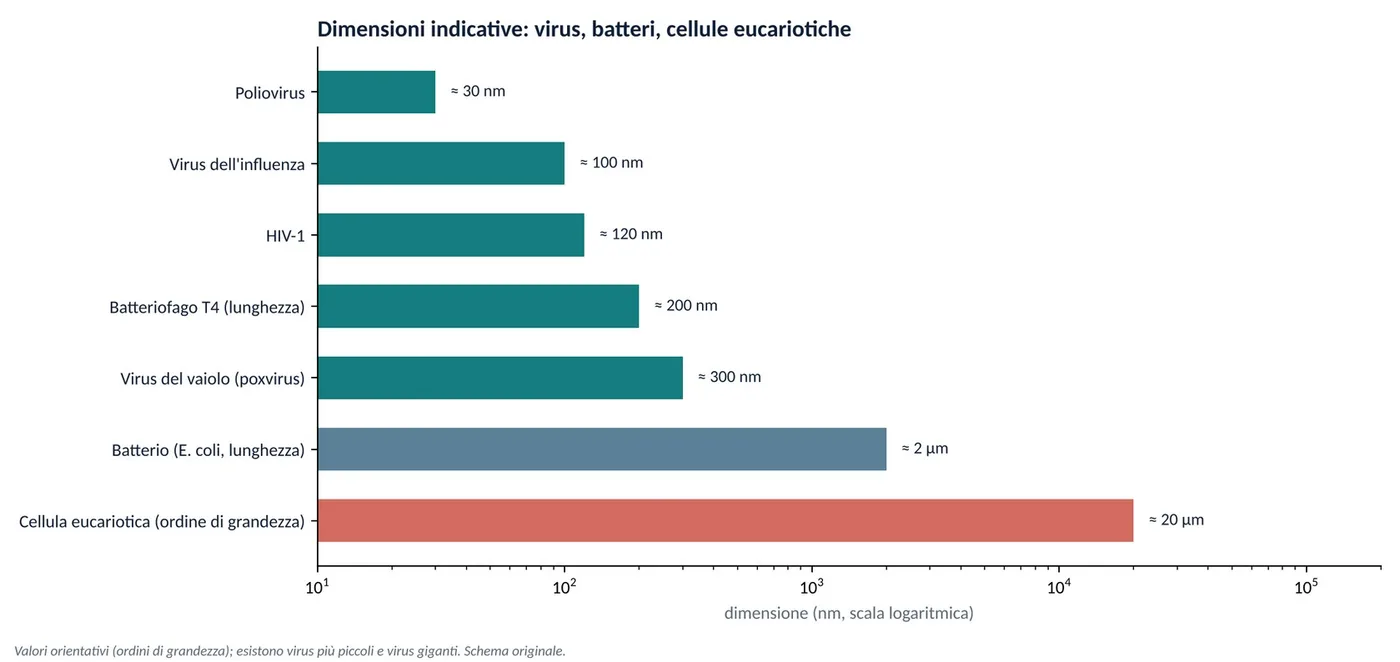 Dimensioni indicative: virus, batteri, cellule eucariotiche
Poliovirus ≈ 30 nm
Virus dell'influenza ≈ 100 nm
HIV-1 ≈ 120 nm
Batteriofago T4 (lunghezza) ≈ 200 nm
Virus del vaiolo (poxvirus) ≈ 300 nm
Batterio (E. coli, lunghezza) ≈ 2 µm
Cellula eucariotica (ordine di grandezza) ≈ 20 µm
10¹ 10² 10³ 10⁴ 10⁵
dimensione (nm, scala logaritmica)
Valori orientativi (ordini di grandezza); esistono virus più piccoli e virus giganti. Schema originale.